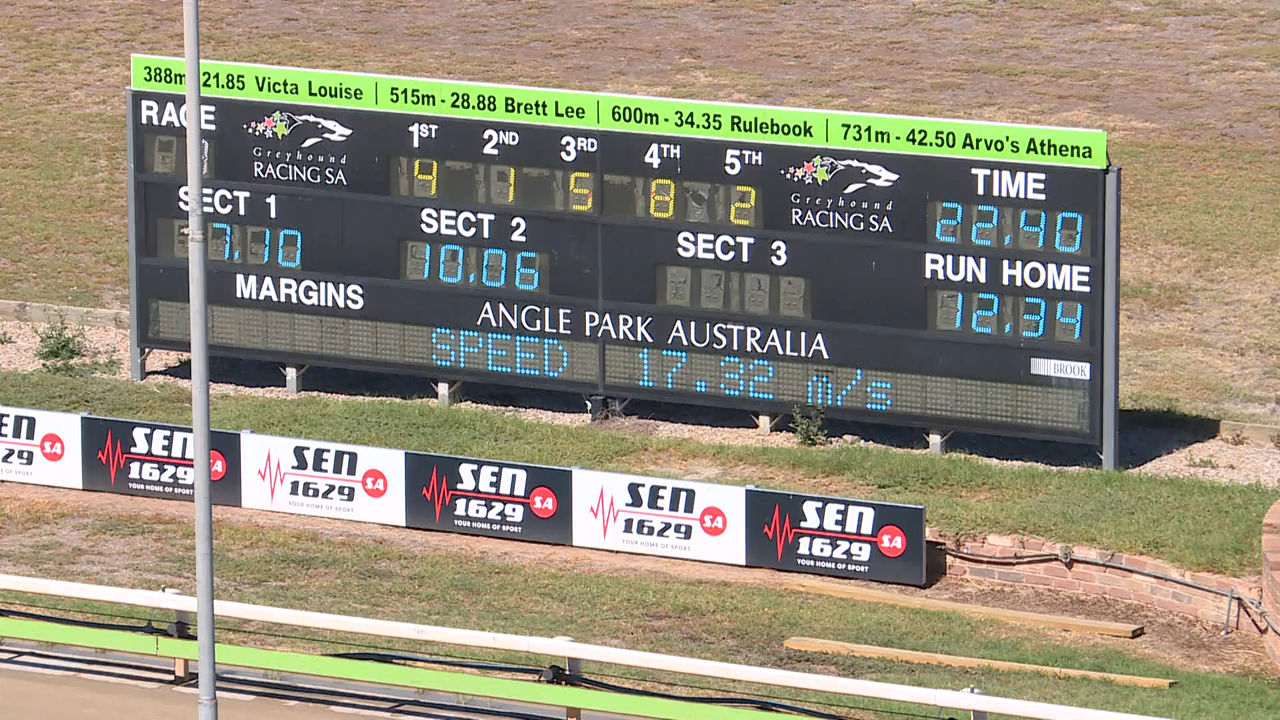 388m 21.85 Victa Louise | 515m - 28.88 Brett Lee | 600m - 34.35 Rulebook | 731m - 42.50 Arvo's Athena
RACE
Greyhound
RACING SA
1ST 2ND 3RD 4TH 5TH
4 1 5 8 2
Greyhound
RACING SA
TIME
22.40
SECT 1
7.10
SECT 2
10.06
SECT 3
RUN HOME
12.34
MARGINS
ANGLE PARK AUSTRALIA
SPEED 17.32 m/s
BROOK
SEN
1629
SA
YOUR HOME OF SPORT
SEN
1629
SA
YOUR HOME OF SPORT
SEN
1629
SA
YOUR HOME OF SPORT
SEN
1629
SA
YOUR HOME OF SPORT
SEN
1629
SA
YOUR HOME OF SPORT